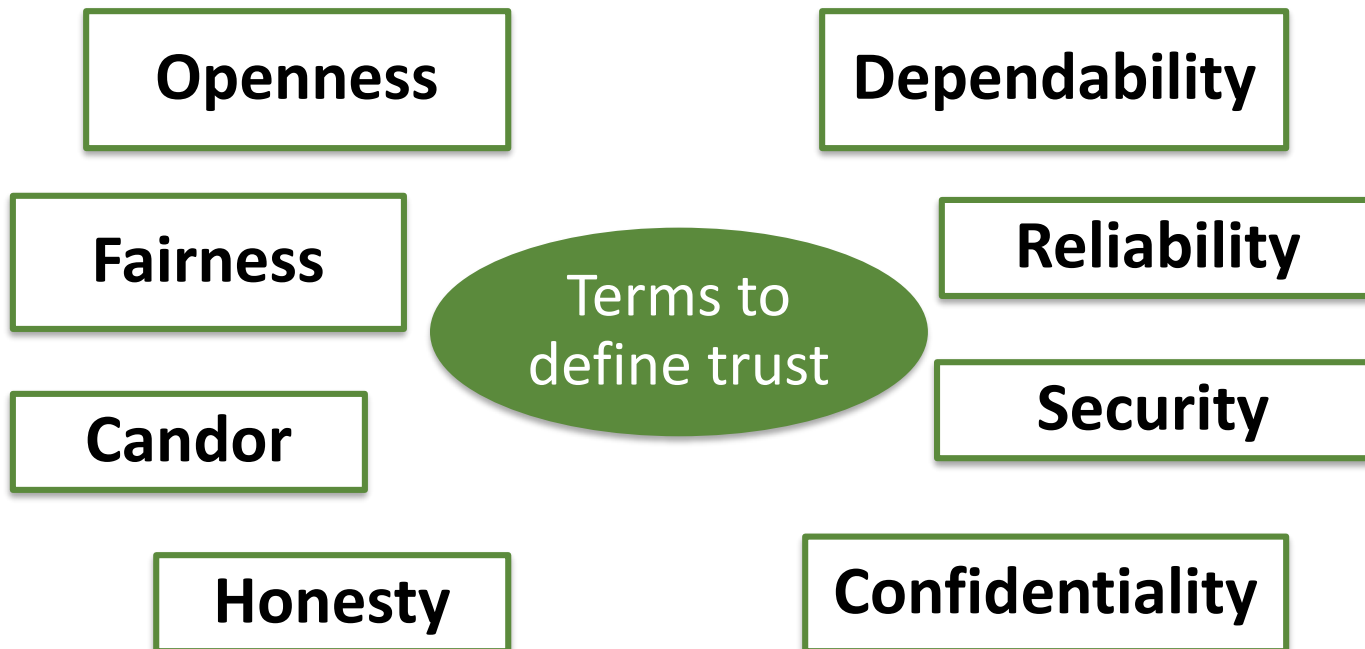 Openness
Dependability
Fairness
Reliability
Terms to
define trust
Security
Candor
Honesty
Confidentiality